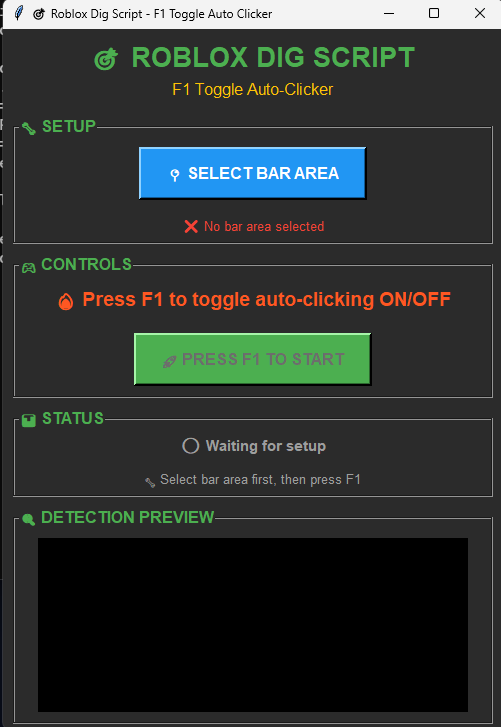 Roblox Dig Script - F1 Toggle Auto Clicker
ROBLOX DIG SCRIPT
F1 Toggle Auto-Clicker
SETUP
SELECT BAR AREA
No bar area selected
CONTROLS
Press F1 to toggle auto-clicking ON/OFF
PRESS F1 TO START
STATUS
Waiting for setup
Select bar area first, then press F1
DETECTION PREVIEW